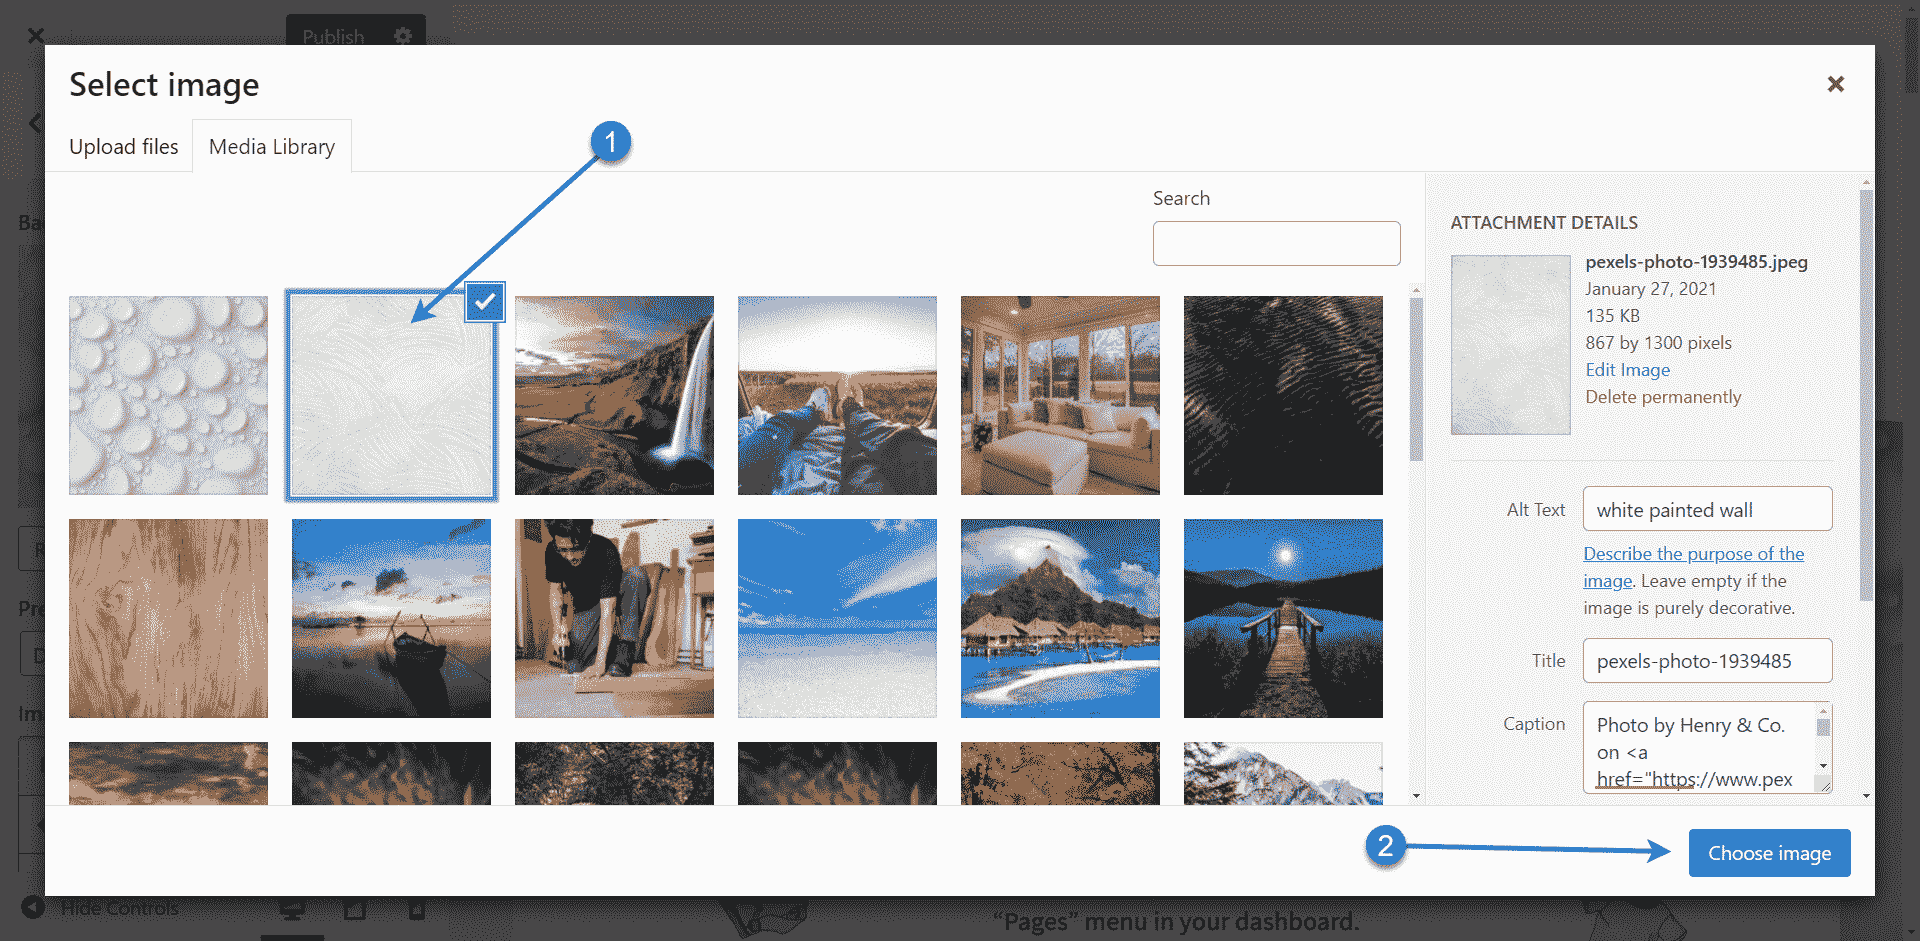 Publish
Select image
Upload files
Media Library
1
Search
ATTACHMENT DETAILS
pexels-photo-1939485.jpeg
January 27, 2021
135 KB
867 by 1300 pixels
Edit Image
Delete permanently
Alt Text
white painted wall
Describe the purpose of the
image. Leave empty if the
image is purely decorative.
Title
pexels-photo-1939485
Caption
Photo by Henry & Co.
on <a
href="https://www.pex
2
Choose image
Hide Controls
“Pages” menu in your dashboard.